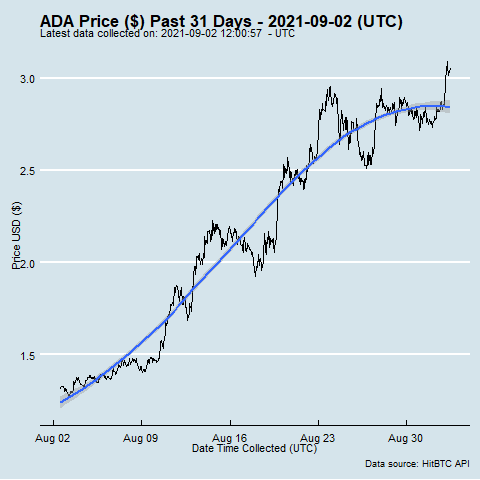 ADA Price ($) Past 31 Days - 2021-09-02 (UTC)
Latest data collected on: 2021-09-02 12:00:57 - UTC
3.0
2.5
2.0
1.5
Price USD ($)
Aug 02 Aug 09 Aug 16 Aug 23 Aug 30
Date Time Collected (UTC)
Data source: HitBTC API